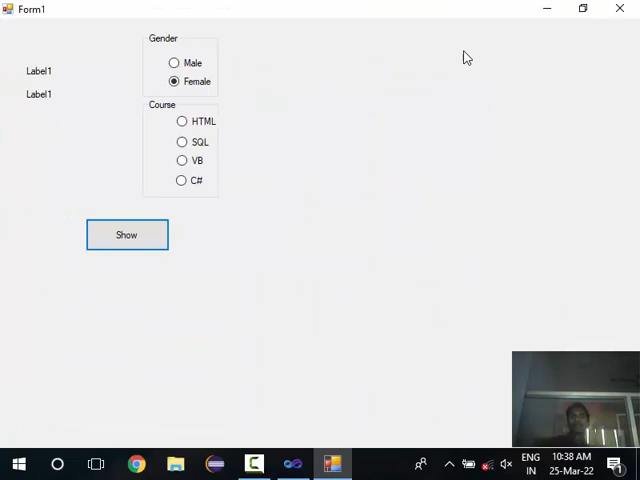 Form1
Gender
Male
Label1
Female
Label1
Course
HTML
SQL
VB
C#
Show
ENG
IN
10:38 AM
25-Mar-22
1